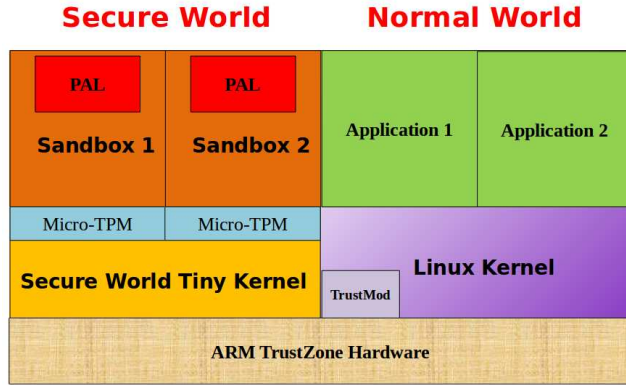 Secure World
Normal World
PAL
PAL
Sandbox 1
Sandbox 2
Application 1
Application 2
Micro-TPM
Micro-TPM
Secure World Tiny Kernel
Linux Kernel
TrustMod
ARM TrustZone Hardware